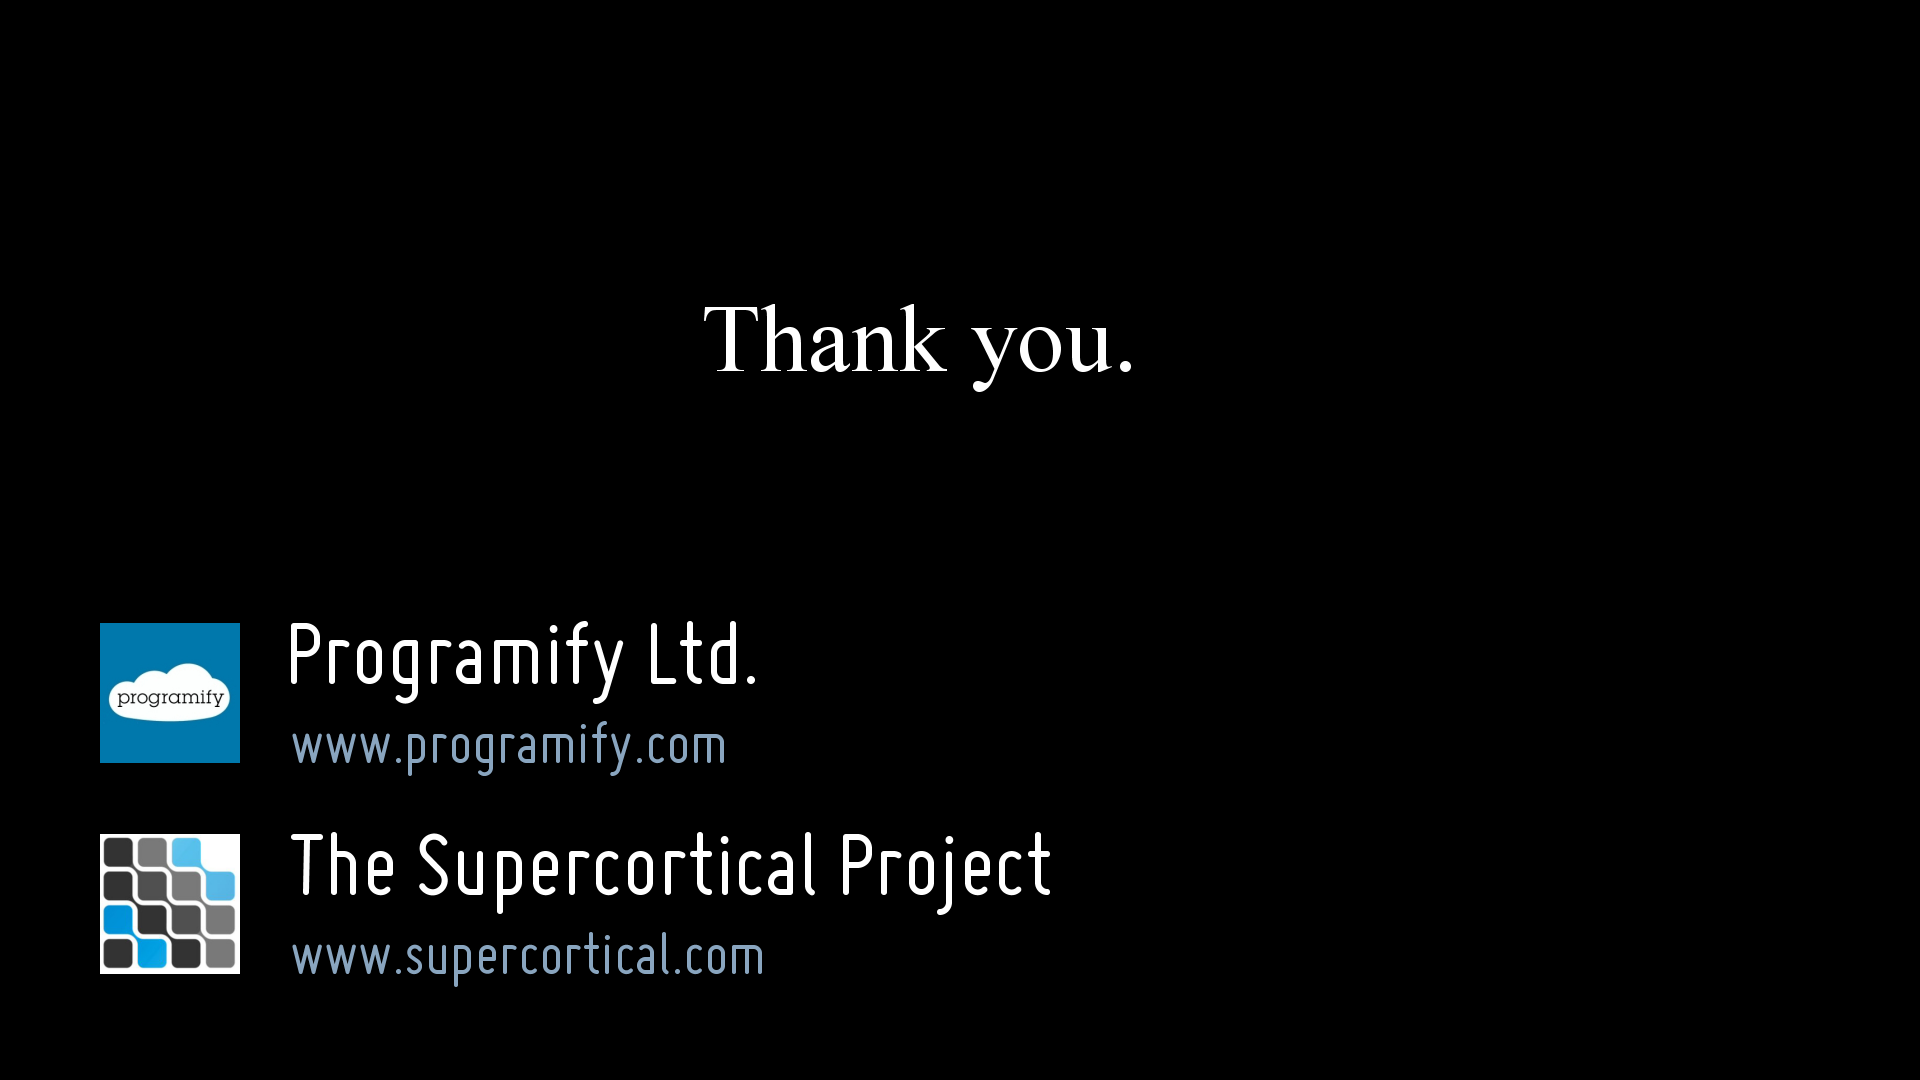 Thank you.
programify
Programify Ltd.
www.programify.com
The Supercortical Project
www.supercortical.com